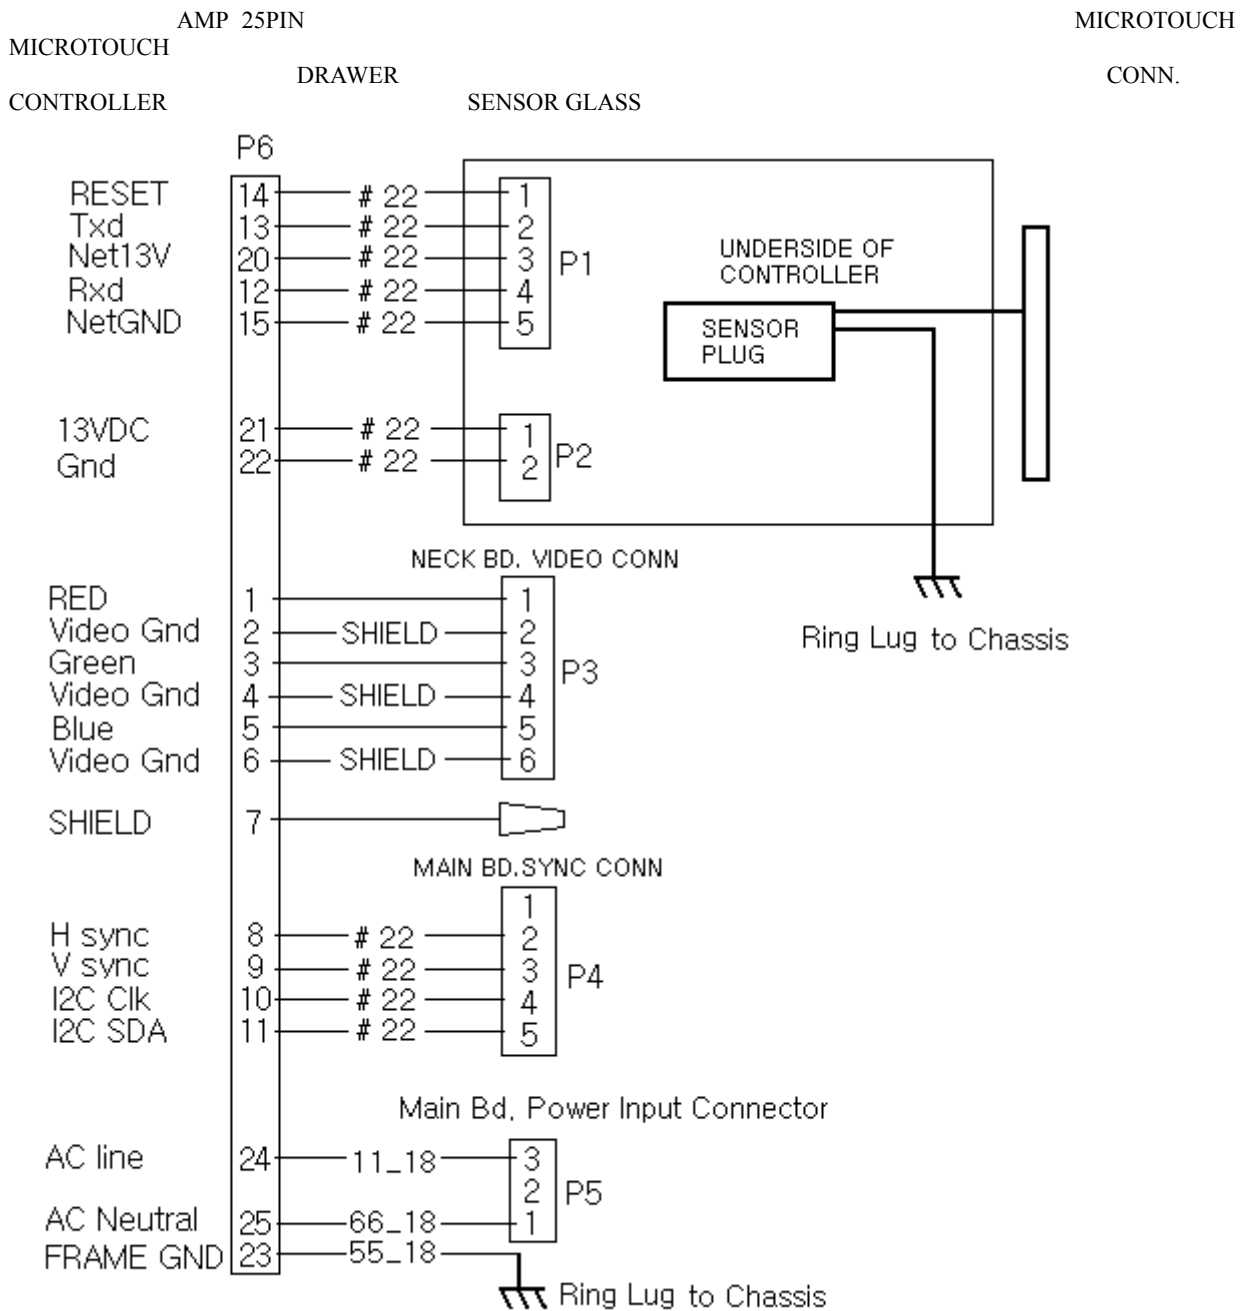 AMP 25PIN MICROTOUCH
MICROTOUCH
DRAWER CONN.
CONTROLLER SENSOR GLASS
P6
RESET 14 # 22 1
Txd 13 # 22 2
Net13V 20 # 22 3
Rxd 12 # 22 4
NetGND 15 # 22 5
P1
UNDERSIDE OF
CONTROLLER
SENSOR
PLUG
13VDC 21 # 22 1
Gnd 22 # 22 2
P2
NECK BD. VIDEO CONN
RED 1 1
Video Gnd 2 SHIELD 2
Green 3 3
Video Gnd 4 SHIELD 4
Blue 5 5
Video Gnd 6 SHIELD 6
P3
Ring Lug to Chassis
SHIELD 7
MAIN BD.SYNC CONN
1
H sync 8 # 22 2
V sync 9 # 22 3
I2C Clk 10 # 22 4
I2C SDA 11 # 22 5
P4
Main Bd. Power Input Connector
AC line 24 11_18 3
2 P5
AC Neutral 25 66_18 1
FRAME GND 23 55_18
Ring Lug to Chassis